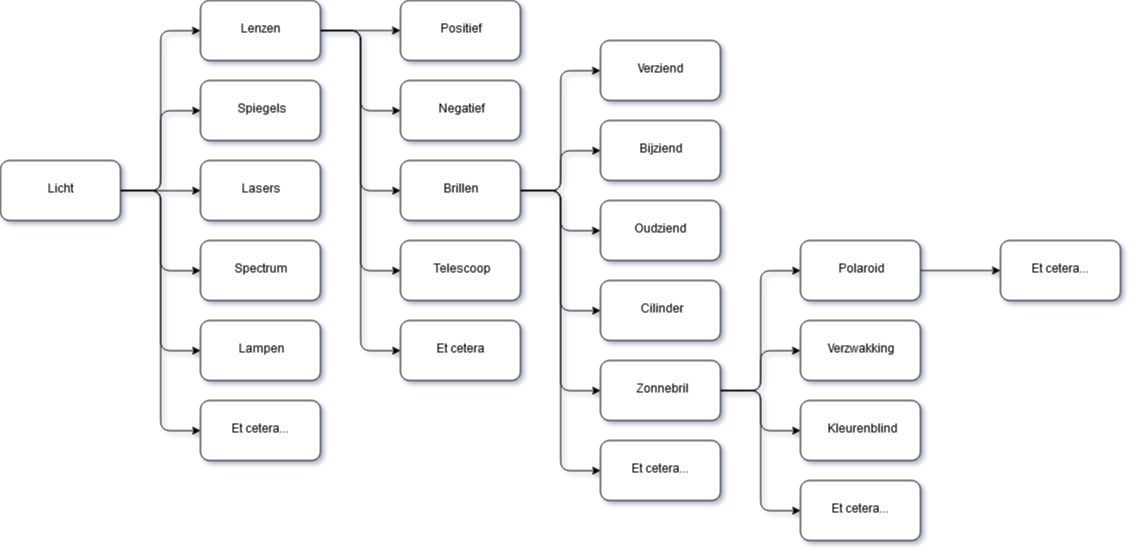 Licht
Lenzen
Spiegels
Lasers
Spectrum
Lampen
Et cetera...
Positief
Negatief
Brillen
Telescoop
Et cetera
Verziend
Bijziend
Oudziend
Cilinder
Zonnebril
Et cetera...
Polaroid
Verzwakking
Kleurenblind
Et cetera...
Et cetera...